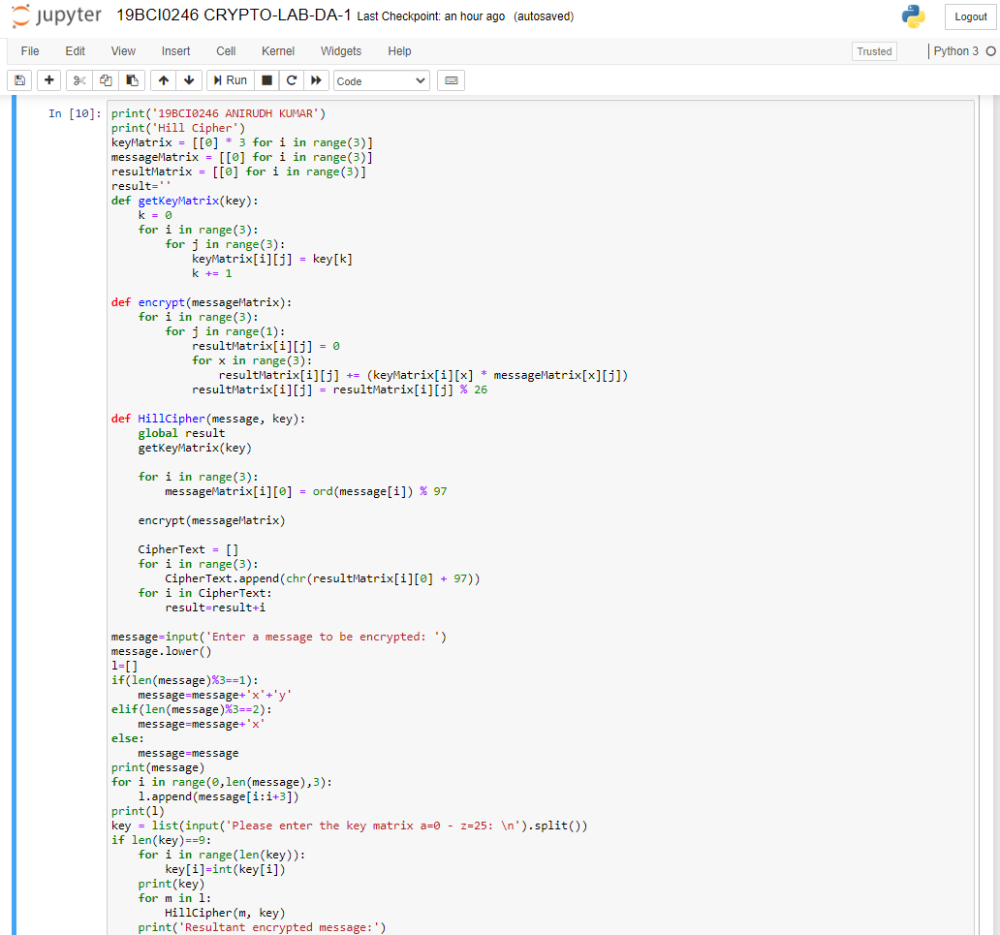 jupyter 19BCI0246 CRYPTO-LAB-DA-1 Last Checkpoint: an hour ago (autosaved) Logout
File Edit View Insert Cell Kernel Widgets Help Trusted Python 3
Run Code
In [10]: print('19BCI0246 ANIRUDH KUMAR')
print('Hill Cipher')
keyMatrix = [[0] * 3 for i in range(3)]
messageMatrix = [[0] for i in range(3)]
resultMatrix = [[0] for i in range(3)]
result=''
def getKeyMatrix(key):
    k = 0
    for i in range(3):
        for j in range(3):
            keyMatrix[i][j] = key[k]
            k += 1

def encrypt(messageMatrix):
    for i in range(3):
        for j in range(1):
            resultMatrix[i][j] = 0
            for x in range(3):
                resultMatrix[i][j] += (keyMatrix[i][x] * messageMatrix[x][j])
            resultMatrix[i][j] = resultMatrix[i][j] % 26

def HillCipher(message, key):
    global result
    getKeyMatrix(key)

    for i in range(3):
        messageMatrix[i][0] = ord(message[i]) % 97

    encrypt(messageMatrix)

    CipherText = []
    for i in range(3):
        CipherText.append(chr(resultMatrix[i][0] + 97))
    for i in CipherText:
        result=result+i

message=input('Enter a message to be encrypted: ')
message.lower()
l=[]
if(len(message)%3==1):
    message=message+'x'+'y'
elif(len(message)%3==2):
    message=message+'x'
else:
    message=message
print(message)
for i in range(0,len(message),3):
    l.append(message[i:i+3])
print(l)
key = list(input('Please enter the key matrix a=0 - z=25: \n').split())
if len(key)==9:
    for i in range(len(key)):
        key[i]=int(key[i])
    print(key)
    for m in l:
        HillCipher(m, key)
    print('Resultant encrypted message:')